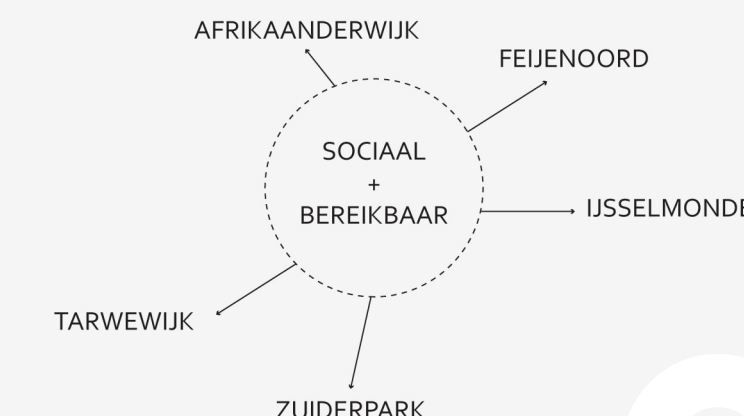 AFRIKAANDERWIJK
FEIJENOORD
SOCIAAL
+
BEREIKBAAR
IJSSELMONDE
TARWEWIJK
ZUIDERPARK